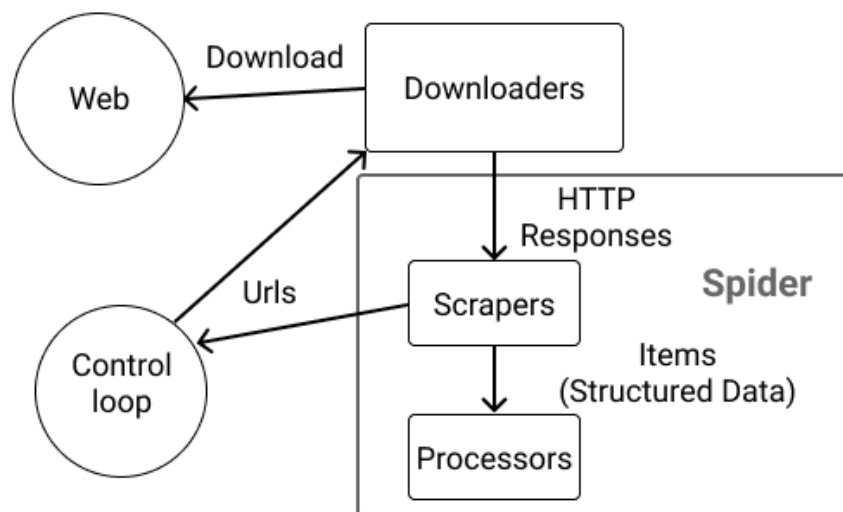 Download
Web
Downloaders
HTTP
Responses
Spider
Urls
Scrapers
Control
loop
Items
(Structured Data)
Processors